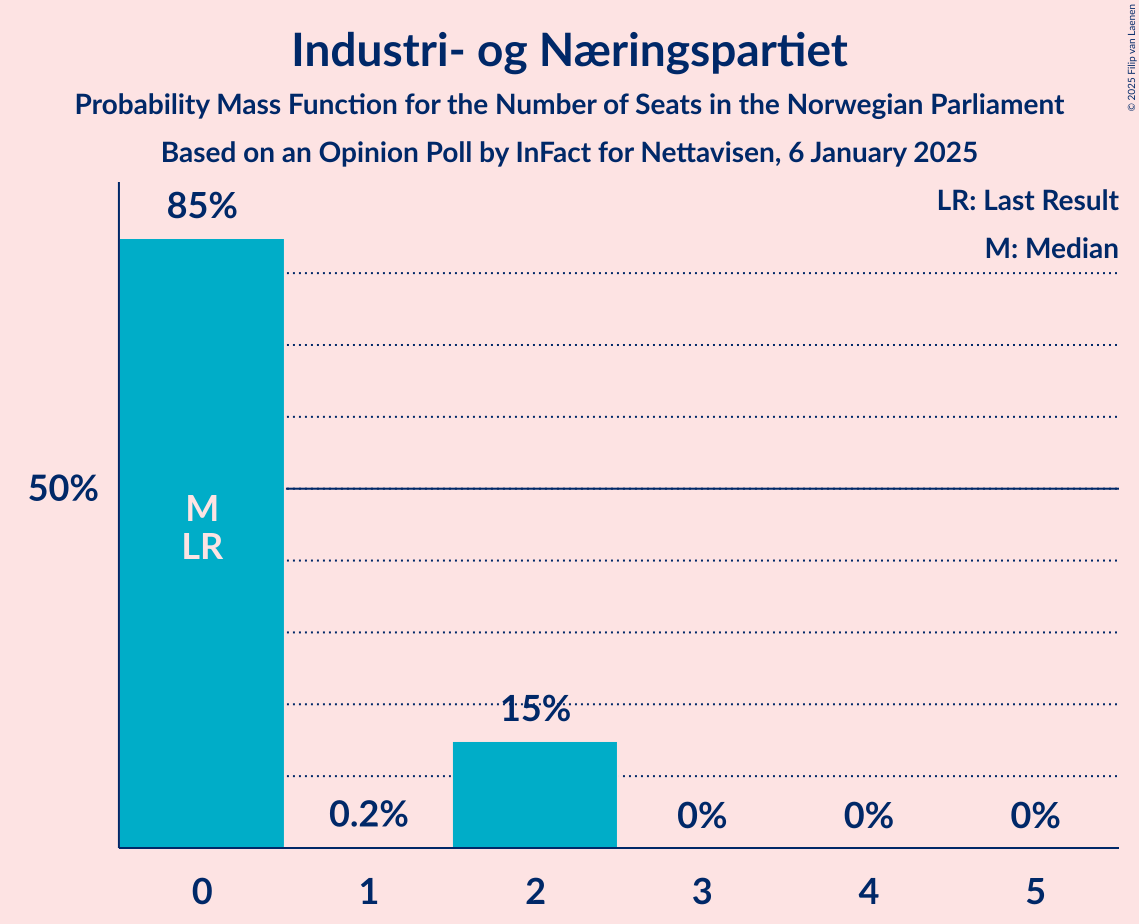 Industri- og Næringspartiet
Probability Mass Function for the Number of Seats in the Norwegian Parliament
Based on an Opinion Poll by InFact for Nettavisen, 6 January 2025
© 2025 Filip van Laenen
LR: Last Result
M: Median
85%
50%
M
LR
15%
0.2%
0%
0%
0%
0
1
2
3
4
5